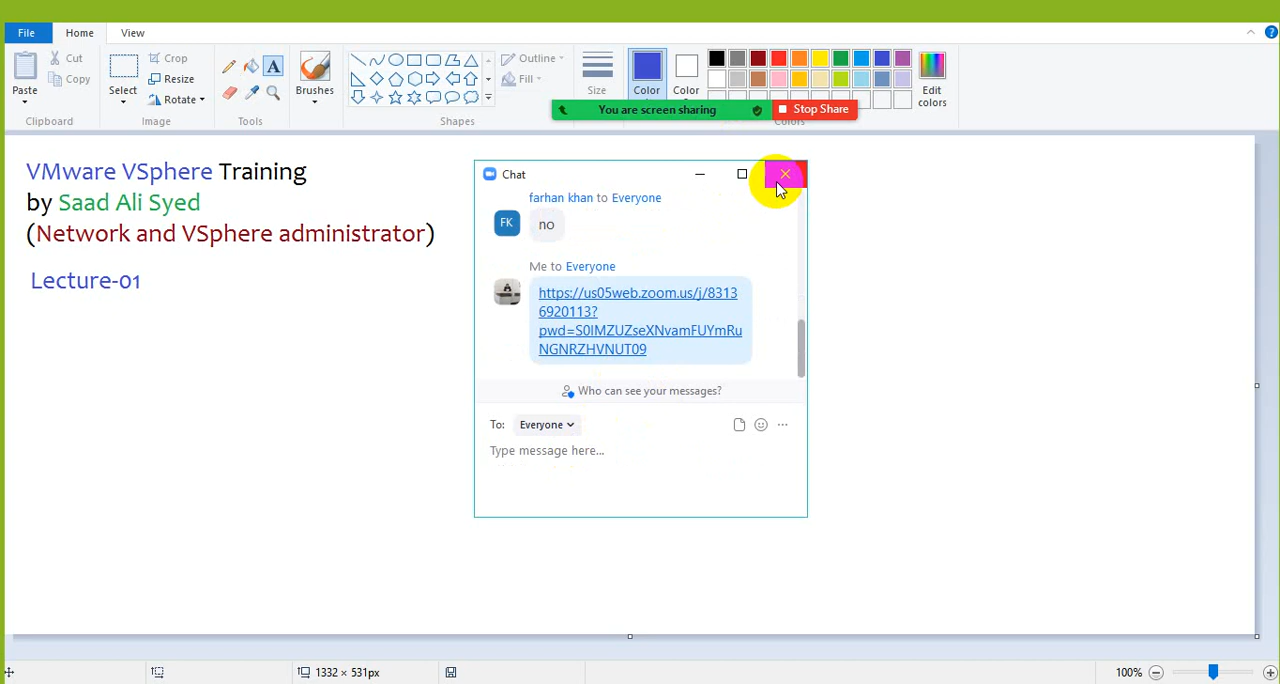 File Home View
Paste
Cut
Copy
Clipboard
Select
Crop
Resize
Rotate
Image
Tools
Brushes
Shapes
Outline
Fill
Size
Color
Color
Edit
colors
Colors
You are screen sharing Stop Share
VMware VSphere Training
by Saad Ali Syed
(Network and VSphere administrator)
Lecture-01
Chat
farhan khan to Everyone
FK no
Me to Everyone
https://us05web.zoom.us/j/8313
6920113?
pwd=S0lMZUZseXNvamFUYmRu
NGNRZHVNUT09
Who can see your messages?
To: Everyone
Type message here...
1332 × 531px 100%